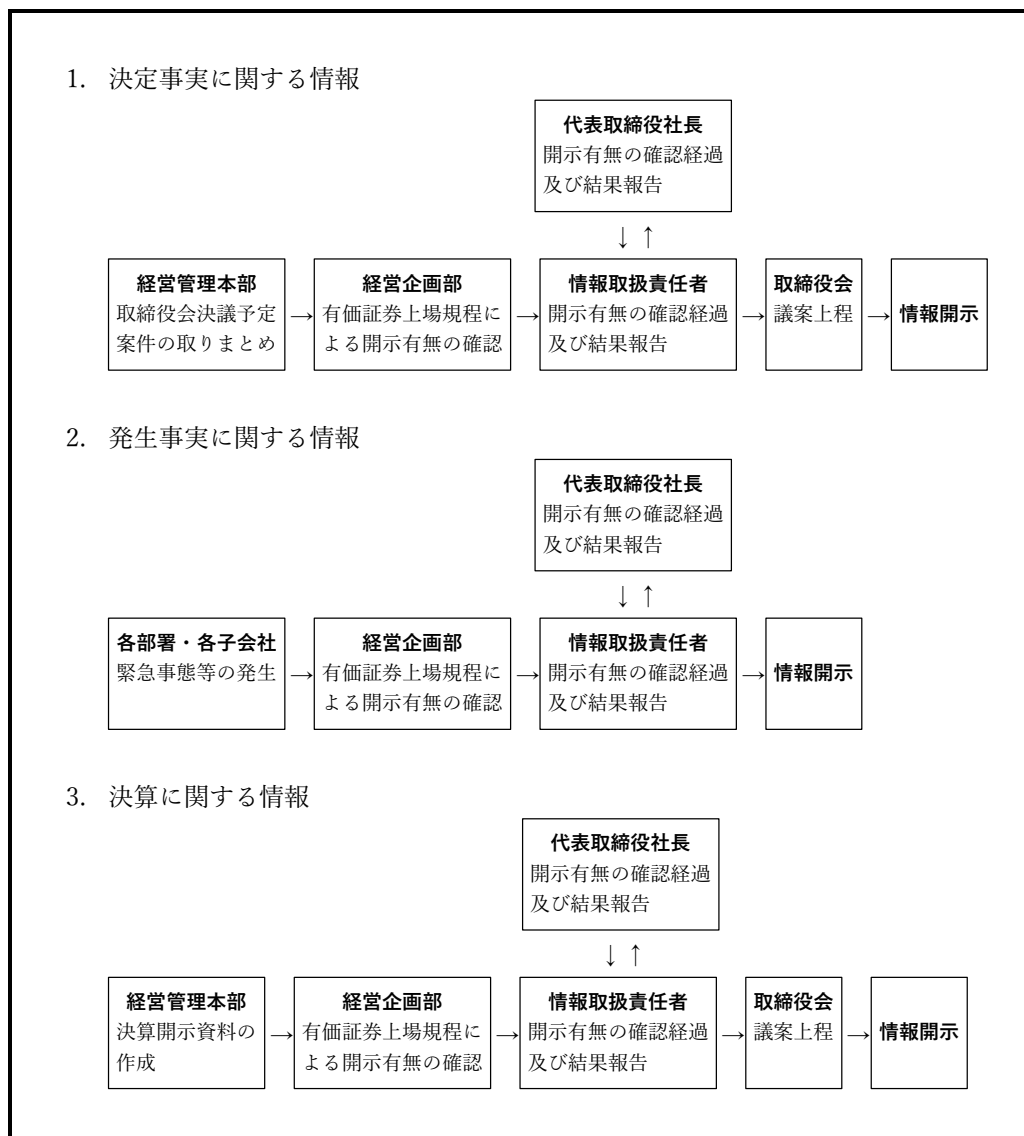 1. 決定事実に関する情報
代表取締役社長
開示有無の確認経過
及び結果報告
↓ ↑
経営管理本部
取締役会決議予定
案件の取りまとめ
→
経営企画部
有価証券上場規程に
よる開示有無の確認
→
情報取扱責任者
開示有無の確認経過
及び結果報告
→
取締役会
議案上程
→
情報開示
2. 発生事実に関する情報
代表取締役社長
開示有無の確認経過
及び結果報告
↓ ↑
各部署・各子会社
緊急事態等の発生
→
経営企画部
有価証券上場規程に
よる開示有無の確認
→
情報取扱責任者
開示有無の確認経過
及び結果報告
→
情報開示
3. 決算に関する情報
代表取締役社長
開示有無の確認経過
及び結果報告
↓ ↑
経営管理本部
決算開示資料の
作成
→
経営企画部
有価証券上場規程に
よる開示有無の確認
→
情報取扱責任者
開示有無の確認経過
及び結果報告
→
取締役会
議案上程
→
情報開示